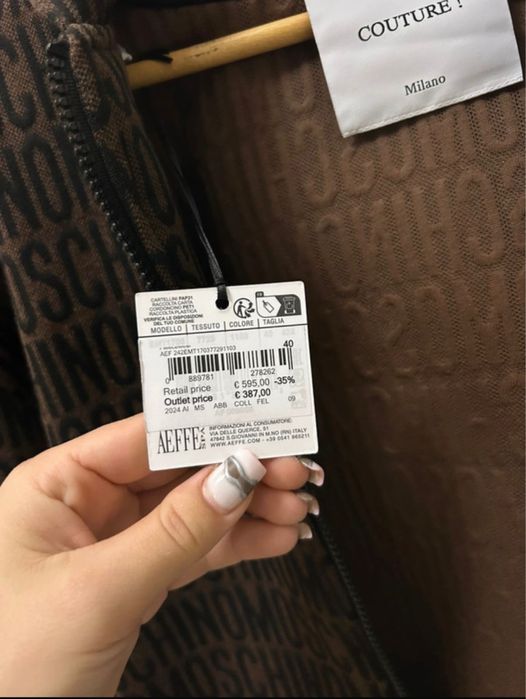 COUTURE !
Milano
CARTELLINI PAP21
RACCOLTA CARTA
CORDONCINO PET1
RACCOLTA PLASTICA
VERIFICA LE DISPOSIZIONI
DEL TUO COMUNE
MODELLO TESSUTO COLORE TAGLIA
AEF 242EMT170377291103
40
0 889781 278262
Retail price € 595,00 -35%
Outlet price € 387,00
2024 AI MS ABB COLL FEL 09
AEFFE SPA
INFORMAZIONI AL CONSUMATORE:
VIA DELLE QUERCE, 51
47842 S.GIOVANNI IN M.NO (RN) ITALY
WWW.AEFFE.COM - +39 0541 965211
MOSCHINO